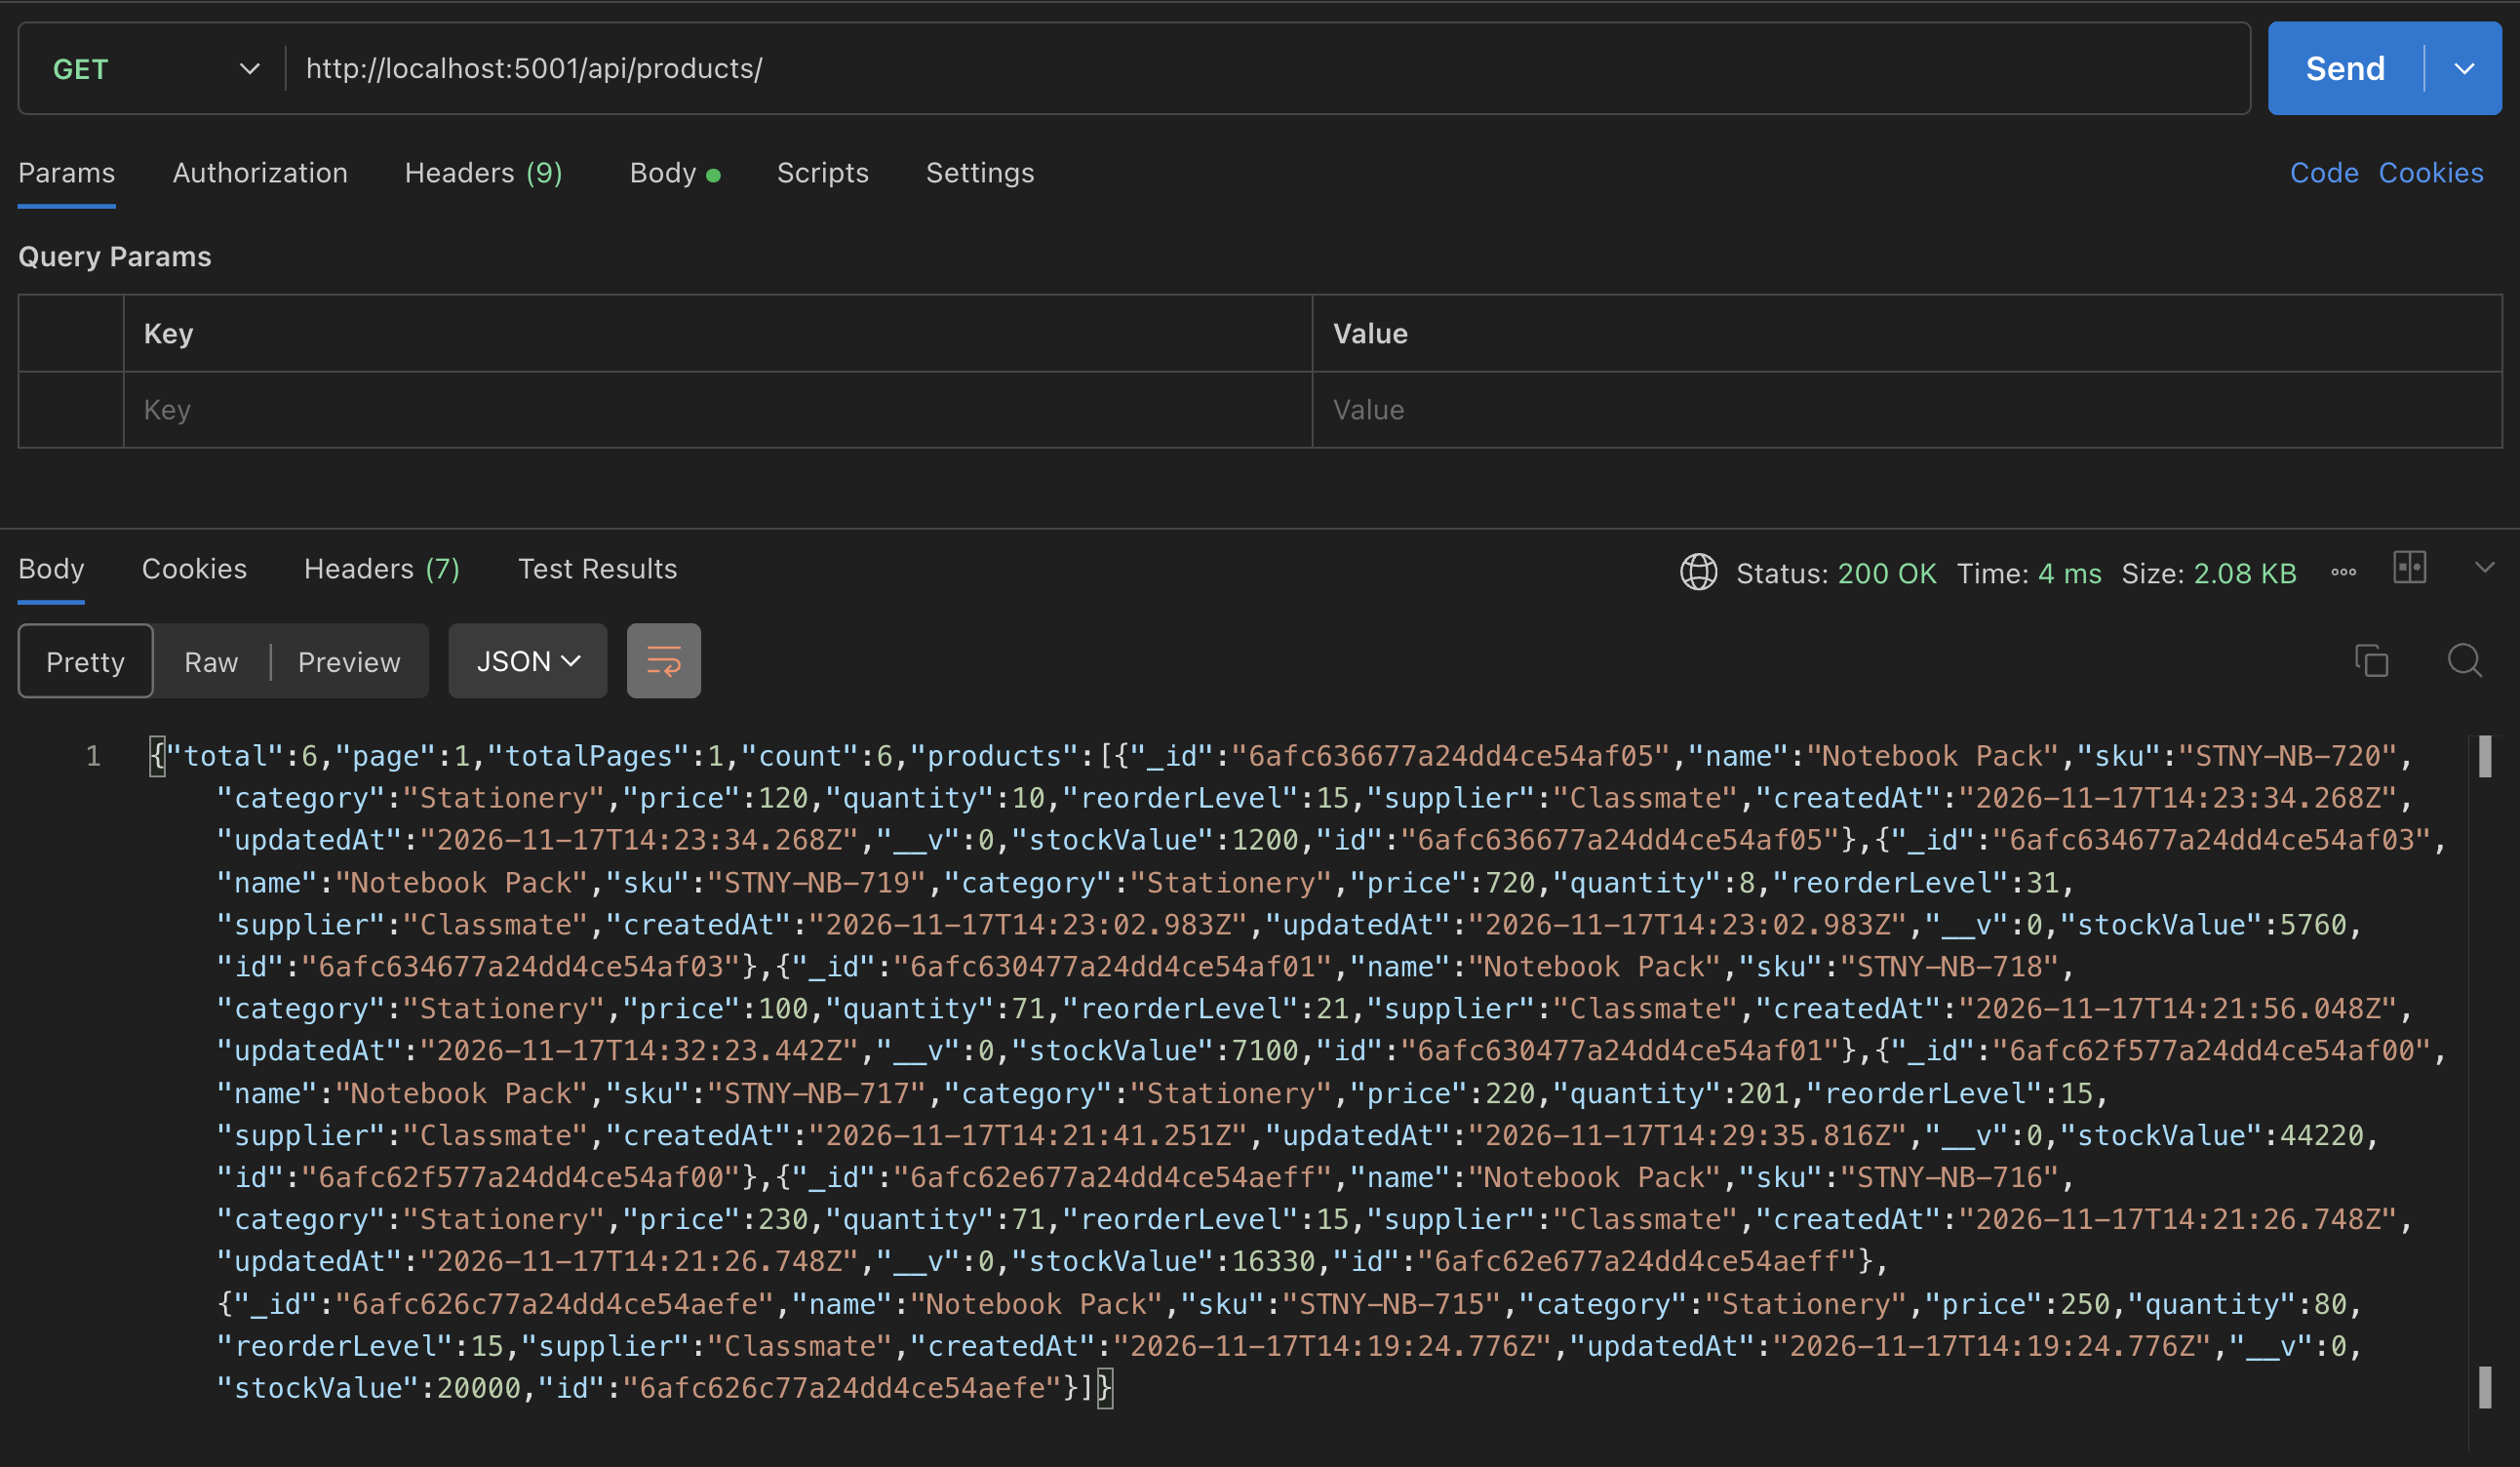 GET
http://localhost:5001/api/products/
Send
Params Authorization Headers (9) Body Scripts Settings Code Cookies
Query Params
Key Value
Key Value
Body Cookies Headers (7) Test Results Status: 200 OK Time: 4 ms Size: 2.08 KB
Pretty Raw Preview JSON
1 {"total":6,"page":1,"totalPages":1,"count":6,"products":[{"_id":"6afc636677a24dd4ce54af05","name":"Notebook Pack","sku":"STNY-NB-720",
"category":"Stationery","price":120,"quantity":10,"reorderLevel":15,"supplier":"Classmate","createdAt":"2026-11-17T14:23:34.268Z",
"updatedAt":"2026-11-17T14:23:34.268Z","__v":0,"stockValue":1200,"id":"6afc636677a24dd4ce54af05"},{"_id":"6afc634677a24dd4ce54af03",
"name":"Notebook Pack","sku":"STNY-NB-719","category":"Stationery","price":720,"quantity":8,"reorderLevel":31,
"supplier":"Classmate","createdAt":"2026-11-17T14:23:02.983Z","updatedAt":"2026-11-17T14:23:02.983Z","__v":0,"stockValue":5760,
"id":"6afc634677a24dd4ce54af03"},{"_id":"6afc630477a24dd4ce54af01","name":"Notebook Pack","sku":"STNY-NB-718",
"category":"Stationery","price":100,"quantity":71,"reorderLevel":21,"supplier":"Classmate","createdAt":"2026-11-17T14:21:56.048Z",
"updatedAt":"2026-11-17T14:32:23.442Z","__v":0,"stockValue":7100,"id":"6afc630477a24dd4ce54af01"},{"_id":"6afc62f577a24dd4ce54af00",
"name":"Notebook Pack","sku":"STNY-NB-717","category":"Stationery","price":220,"quantity":201,"reorderLevel":15,
"supplier":"Classmate","createdAt":"2026-11-17T14:21:41.251Z","updatedAt":"2026-11-17T14:29:35.816Z","__v":0,"stockValue":44220,
"id":"6afc62f577a24dd4ce54af00"},{"_id":"6afc62e677a24dd4ce54aeff","name":"Notebook Pack","sku":"STNY-NB-716",
"category":"Stationery","price":230,"quantity":71,"reorderLevel":15,"supplier":"Classmate","createdAt":"2026-11-17T14:21:26.748Z",
"updatedAt":"2026-11-17T14:21:26.748Z","__v":0,"stockValue":16330,"id":"6afc62e677a24dd4ce54aeff"},
{"_id":"6afc626c77a24dd4ce54aefe","name":"Notebook Pack","sku":"STNY-NB-715","category":"Stationery","price":250,"quantity":80,
"reorderLevel":15,"supplier":"Classmate","createdAt":"2026-11-17T14:19:24.776Z","updatedAt":"2026-11-17T14:19:24.776Z","__v":0,
"stockValue":20000,"id":"6afc626c77a24dd4ce54aefe"}]}